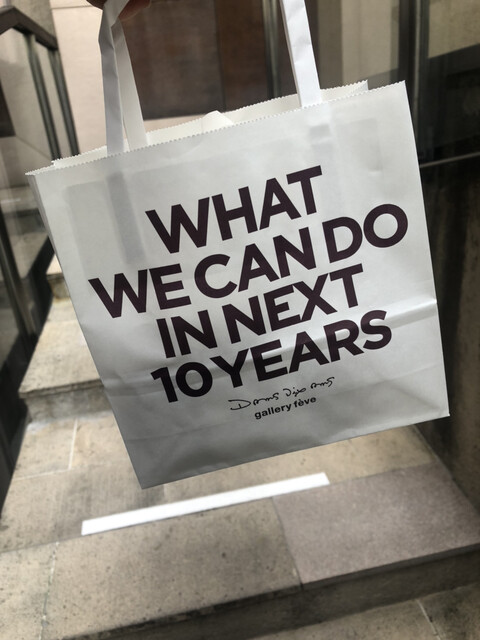 WHAT
WE CAN DO
IN NEXT
10 YEARS
gallery fève